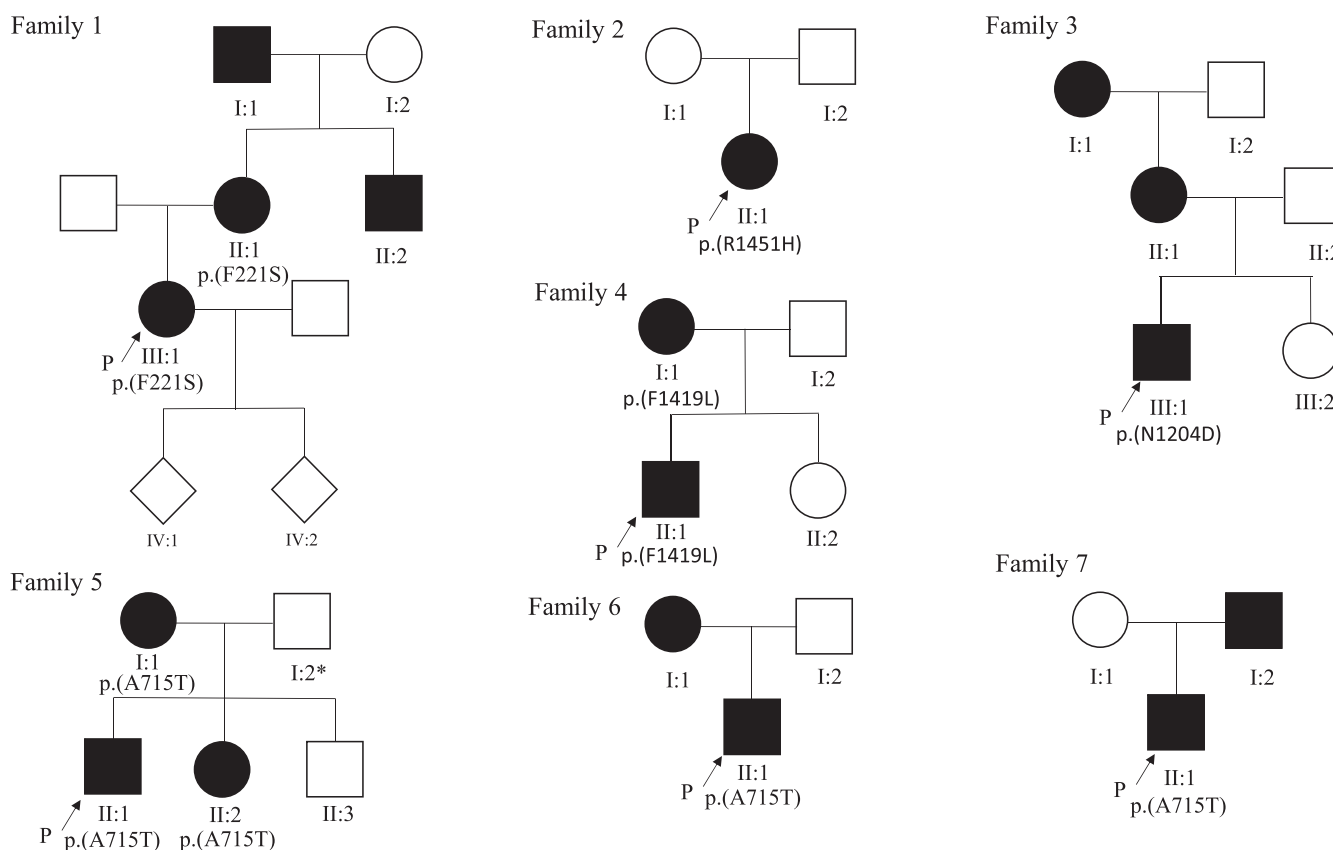 Family 1
I:1
I:2
II:1
p.(F221S)
II:2
P
III:1
p.(F221S)
IV:1
IV:2
Family 2
I:1
I:2
P
II:1
p.(R1451H)
Family 3
I:1
I:2
II:1
P
III:1
p.(N1204D)
III:2
Family 4
I:1
p.(F1419L)
I:2
P
II:1
p.(F1419L)
II:2
Family 5
I:1
p.(A715T)
I:2*
P
II:1
p.(A715T)
II:2
p.(A715T)
II:3
Family 6
I:1
I:2
P
II:1
p.(A715T)
Family 7
I:1
I:2
P
II:1
p.(A715T)